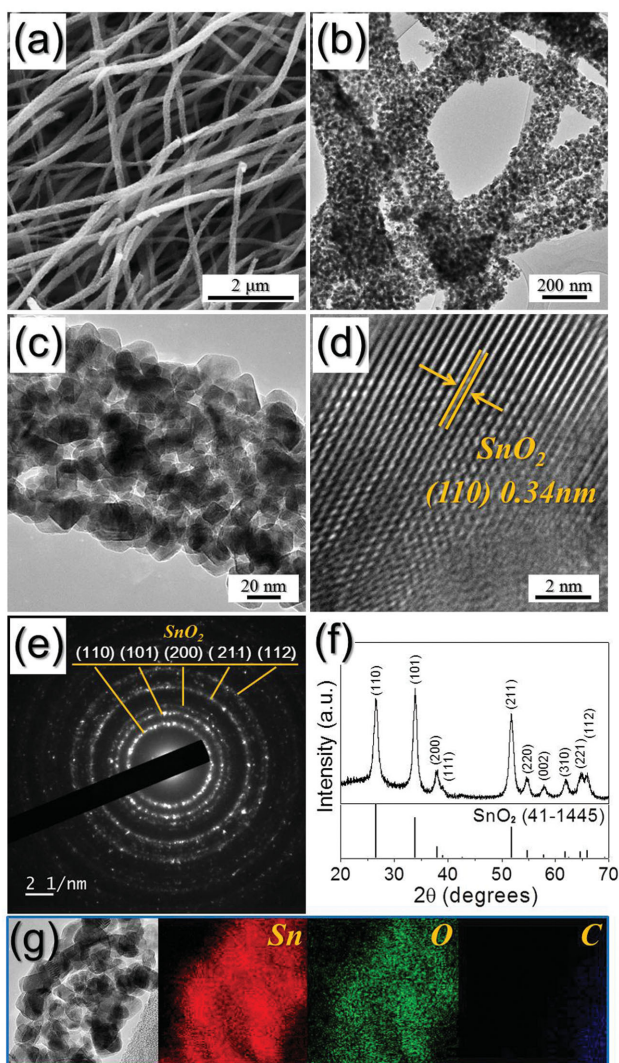 (a)
2 μm
(b)
200 nm
(c)
20 nm
(d)
SnO2
(110) 0.34nm
2 nm
(e)
SnO2
(110) (101) (200) ( 211) (112)
2 1/nm
(f)
Intensity (a.u.)
(110)
(101)
(200)
(111)
(211)
(220)
(002)
(310)
(221)
(112)
SnO₂ (41-1445)
20 30 40 50 60 70
2θ (degrees)
(g)
Sn
O
C